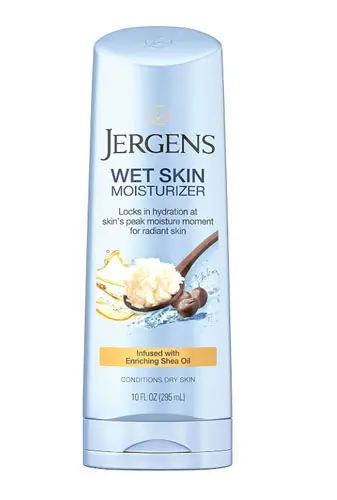 JERGENS
WET SKIN
MOISTURIZER
Locks in hydration at
skin's peak moisture moment
for radiant skin
Infused with
Enriching Shea Oil
CONDITIONS DRY SKIN
10 FL OZ (295 mL)